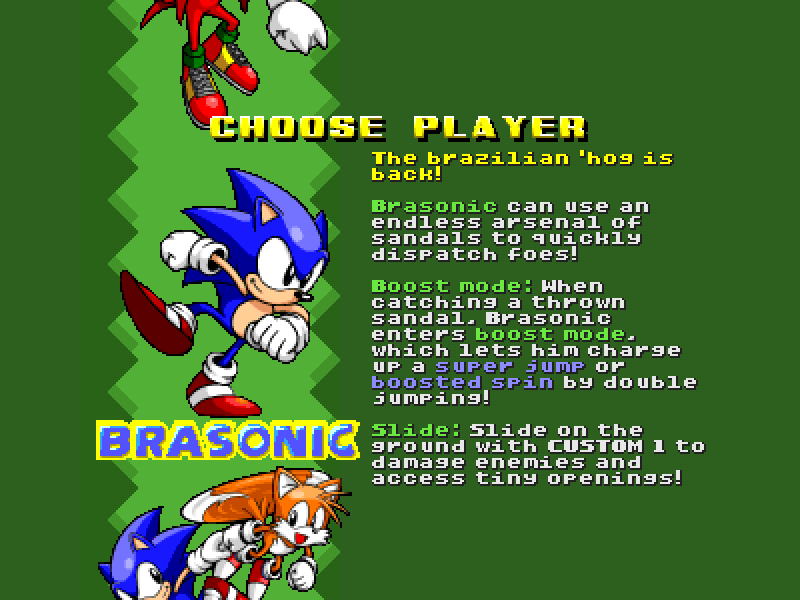 CHOOSE PLAYER
The brazilian 'hog is
back!
Brasonic can use an
endless arsenal of
sandals to quickly
dispatch foes!
Boost mode: When
catching a thrown
sandal, Brasonic
enters boost mode,
which lets him charge
up a super jump or
boosted spin by double
jumping!
BRASONIC
Slide: Slide on the
ground with CUSTOM 1 to
damage enemies and
access tiny openings!